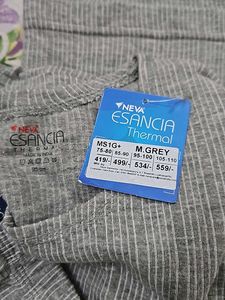 NEVA
ESANCIA
Thermal
MS1G+ M.GREY
75-80 85-90 95-100 105-110
419/- 499/- 534/- 559/-
NEVA
ESANCIA
THERMAL